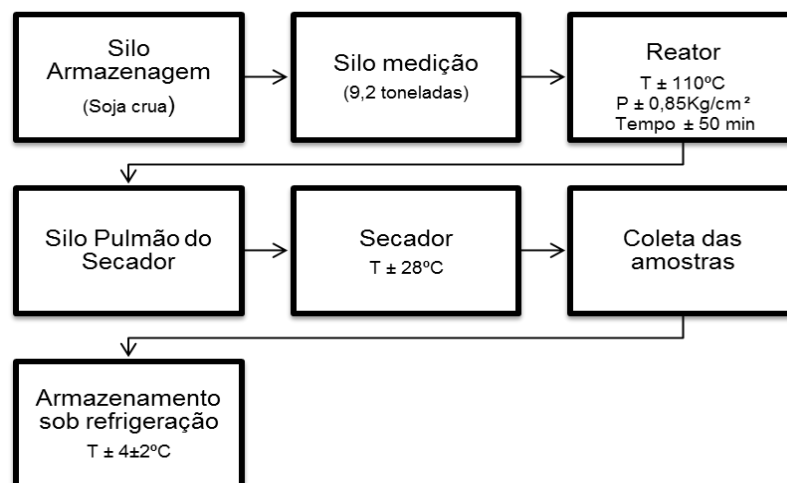 Silo
Armazenagem
(Soja crua)
Silo medição
(9,2 toneladas)
Reator
T ± 110ºC
P ± 0,85Kg/cm²
Tempo ± 50 min
Silo Pulmão do
Secador
Secador
T ± 28ºC
Coleta das
amostras
Armazenamento
sob refrigeração
T ± 4±2ºC